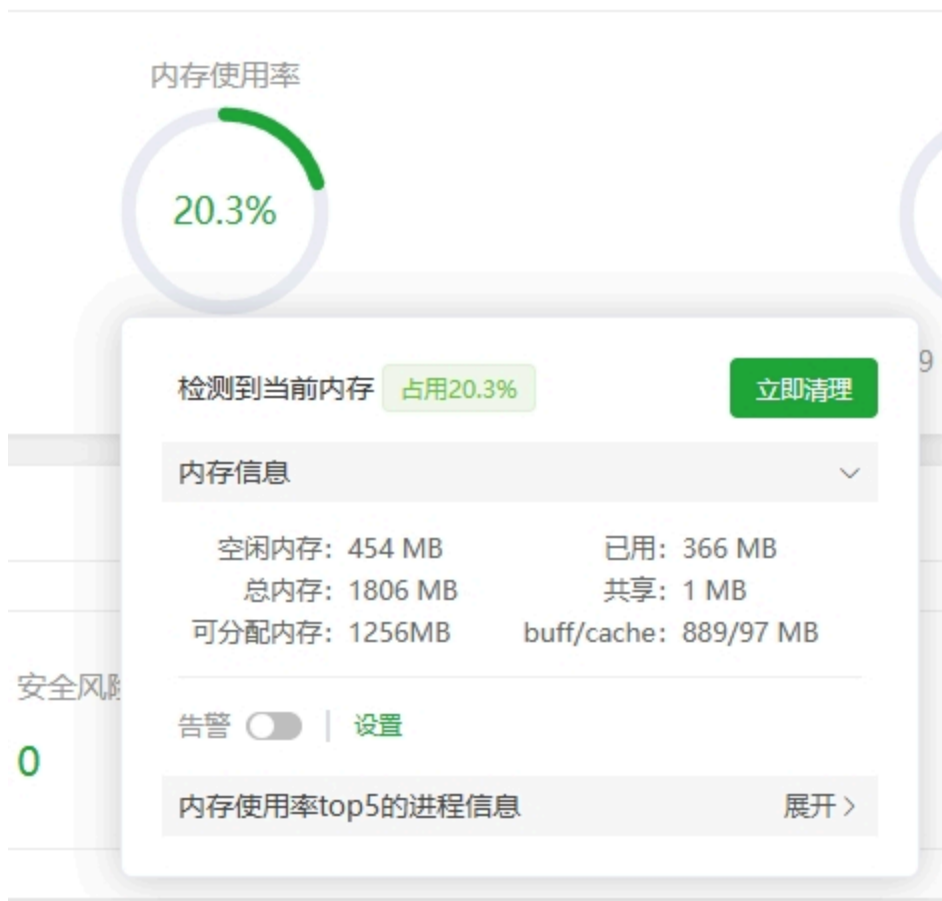 内存使用率
20.3%
9
检测到当前内存 占用20.3% 立即清理
内存信息
空闲内存：454 MB 已用：366 MB
总内存：1806 MB 共享：1 MB
可分配内存：1256MB buff/cache：889/97 MB
安全风险
0
告警 设置
内存使用率top5的进程信息 展开